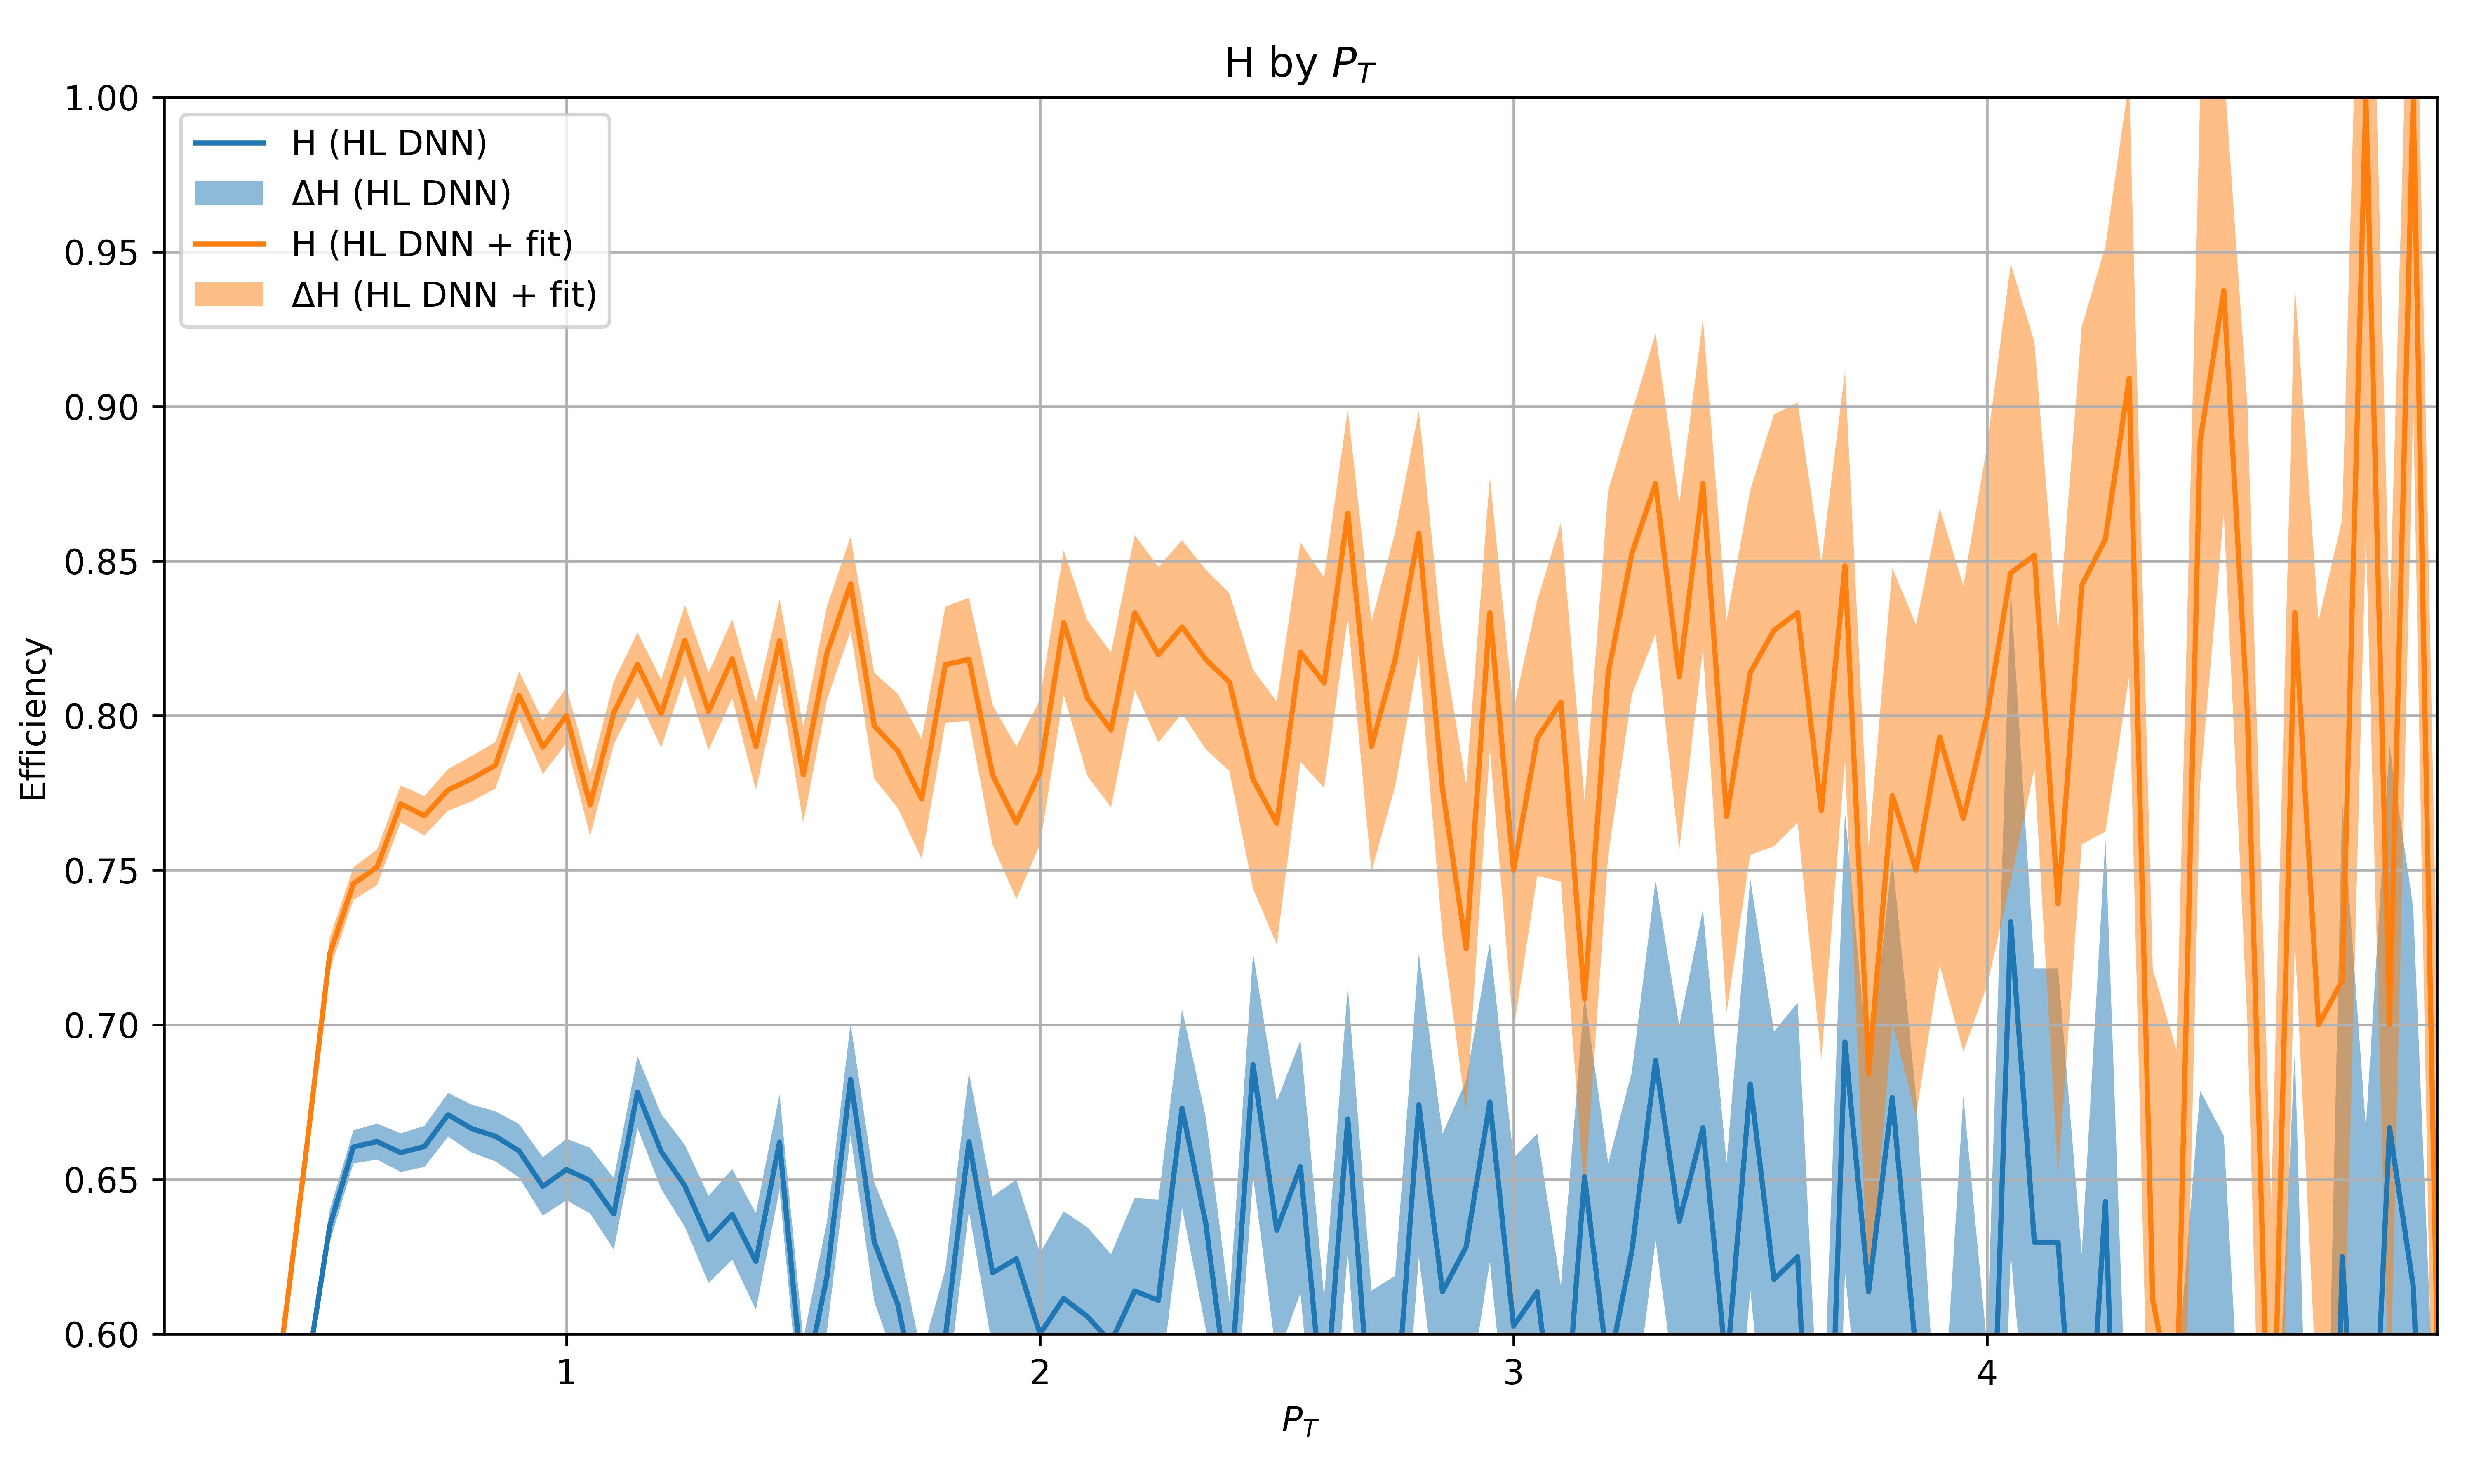 H by P_T
1.00
0.95
0.90
0.85
0.80
0.75
0.70
0.65
0.60
Efficiency
H (HL DNN)
ΔH (HL DNN)
H (HL DNN + fit)
ΔH (HL DNN + fit)
1 2 3 4
P_T